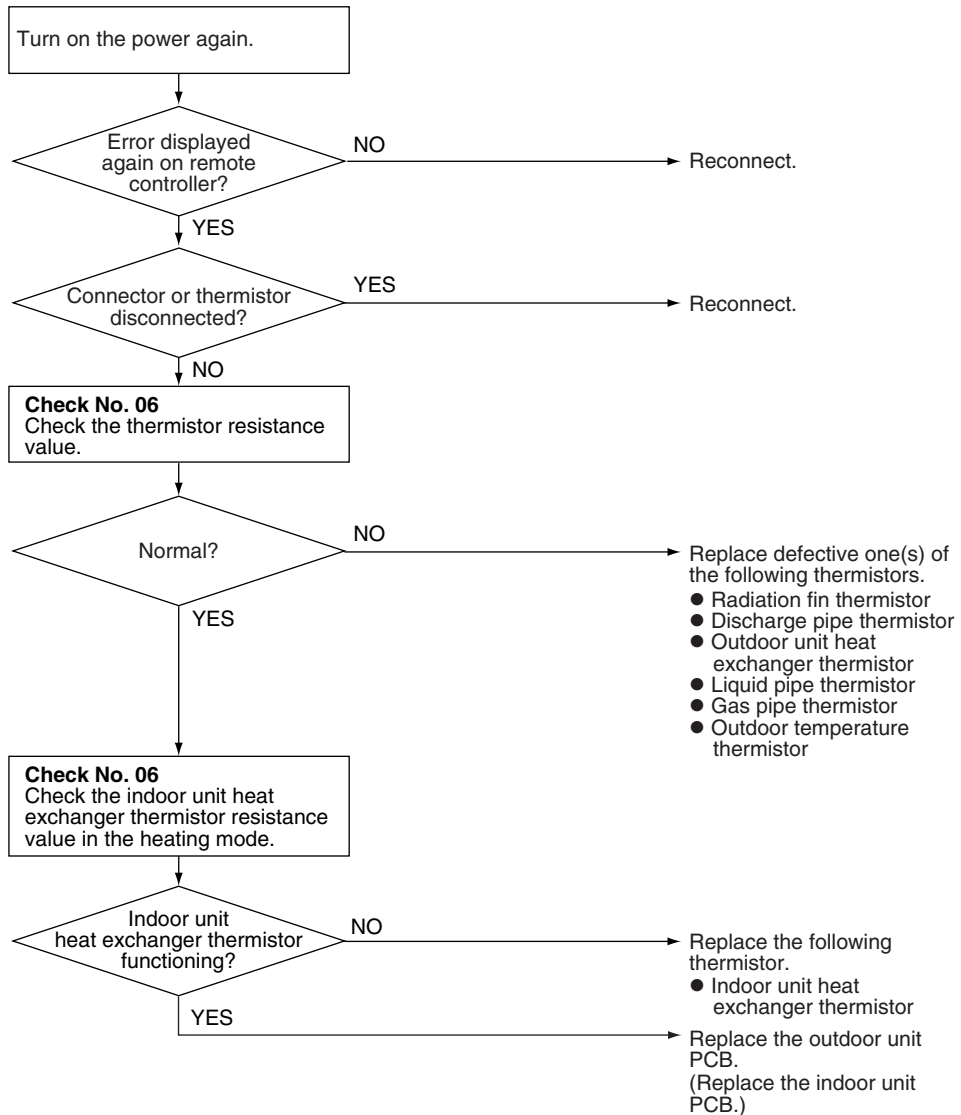 Turn on the power again.
Error displayed
again on remote
controller?
NO
Reconnect.
YES
Connector or thermistor
disconnected?
YES
Reconnect.
NO
Check No. 06
Check the thermistor resistance
value.
Normal?
NO
Replace defective one(s) of
the following thermistors.
● Radiation fin thermistor
● Discharge pipe thermistor
● Outdoor unit heat
exchanger thermistor
● Liquid pipe thermistor
● Gas pipe thermistor
● Outdoor temperature
thermistor
YES
Check No. 06
Check the indoor unit heat
exchanger thermistor resistance
value in the heating mode.
Indoor unit
heat exchanger thermistor
functioning?
NO
Replace the following
thermistor.
● Indoor unit heat
exchanger thermistor
YES
Replace the outdoor unit
PCB.
(Replace the indoor unit
PCB.)